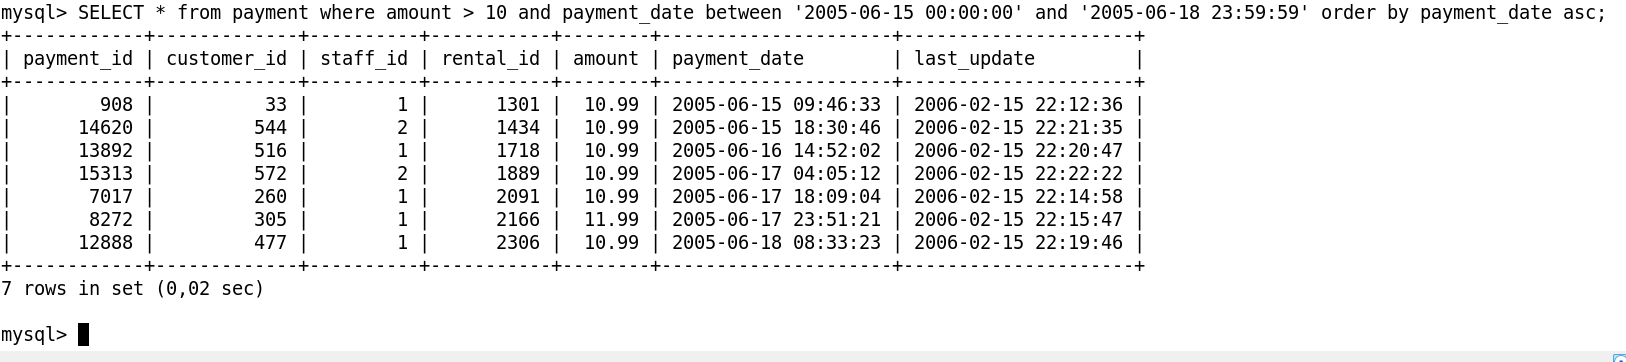 mysql> SELECT * from payment where amount > 10 and payment_date between '2005-06-15 00:00:00' and '2005-06-18 23:59:59' order by payment_date asc;
+------------+-------------+----------+-----------+--------+---------------------+---------------------+
| payment_id | customer_id | staff_id | rental_id | amount | payment_date        | last_update         |
+------------+-------------+----------+-----------+--------+---------------------+---------------------+
|        908 |          33 |        1 |      1301 |  10.99 | 2005-06-15 09:46:33 | 2006-02-15 22:12:36 |
|      14620 |         544 |        2 |      1434 |  10.99 | 2005-06-15 18:30:46 | 2006-02-15 22:21:35 |
|      13892 |         516 |        1 |      1718 |  10.99 | 2005-06-16 14:52:02 | 2006-02-15 22:20:47 |
|      15313 |         572 |        2 |      1889 |  10.99 | 2005-06-17 04:05:12 | 2006-02-15 22:22:22 |
|       7017 |         260 |        1 |      2091 |  10.99 | 2005-06-17 18:09:04 | 2006-02-15 22:14:58 |
|       8272 |         305 |        1 |      2166 |  11.99 | 2005-06-17 23:51:21 | 2006-02-15 22:15:47 |
|      12888 |         477 |        1 |      2306 |  10.99 | 2005-06-18 08:33:23 | 2006-02-15 22:19:46 |
+------------+-------------+----------+-----------+--------+---------------------+---------------------+
7 rows in set (0,02 sec)
mysql>